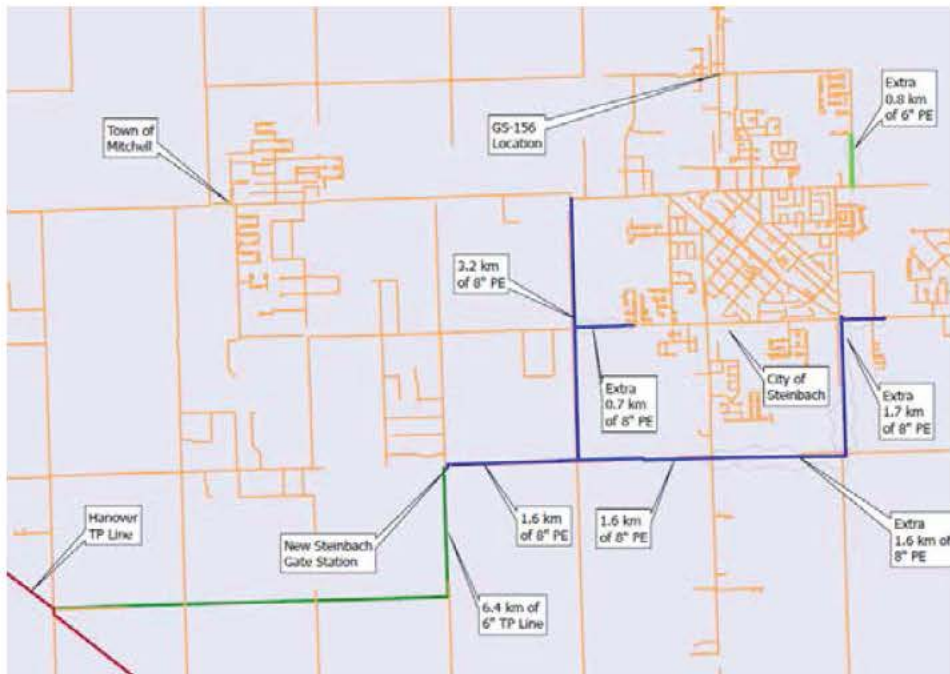 Extra
0.8 km
of 6" PE
Town of
Mitchell
GS-156
Location
3.2 km
of 8" PE
Extra
0.7 km
of 8" PE
City of
Steinbach
Extra
1.7 km
of 8" PE
Hanover
TP Line
New Steinbach
Gate Station
1.6 km
of 8" PE
1.6 km
of 8" PE
Extra
1.6 km of
8" PE
6.4 km of
6" TP Line